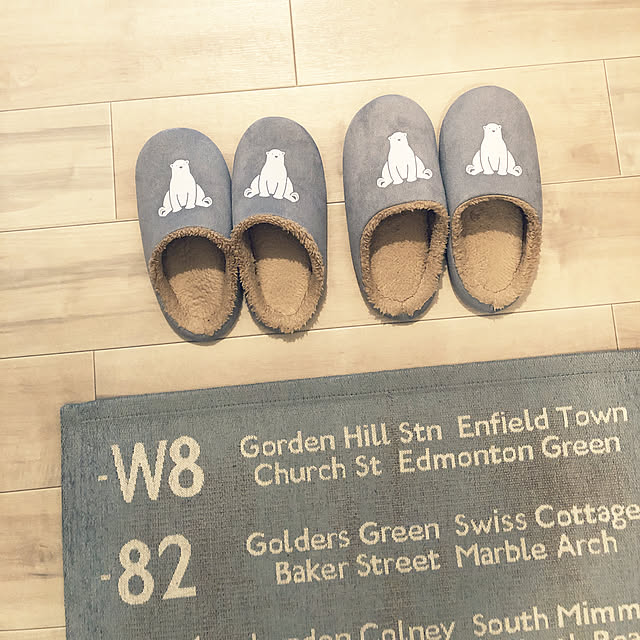 -W8 Gorden Hill Stn Enfield Town
Church St Edmonton Green
-82 Golders Green Swiss Cottage
Baker Street Marble Arch
Colney South Mimm